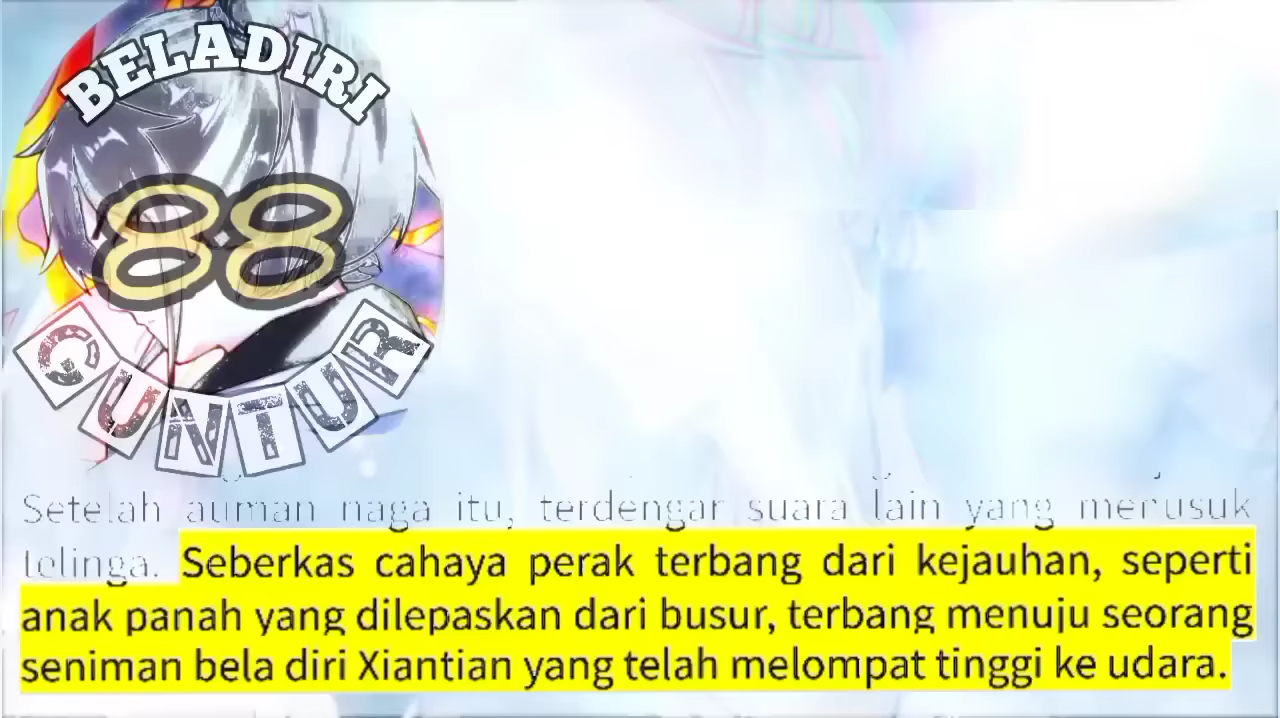 BELADIRI
88
GUNTUR
Setelah auman naga itu, terdengar suara lain yang merusuk
telinga. Seberkas cahaya perak terbang dari kejauhan, seperti
anak panah yang dilepaskan dari busur, terbang menuju seorang
seniman bela diri Xiantian yang telah melompat tinggi ke udara.